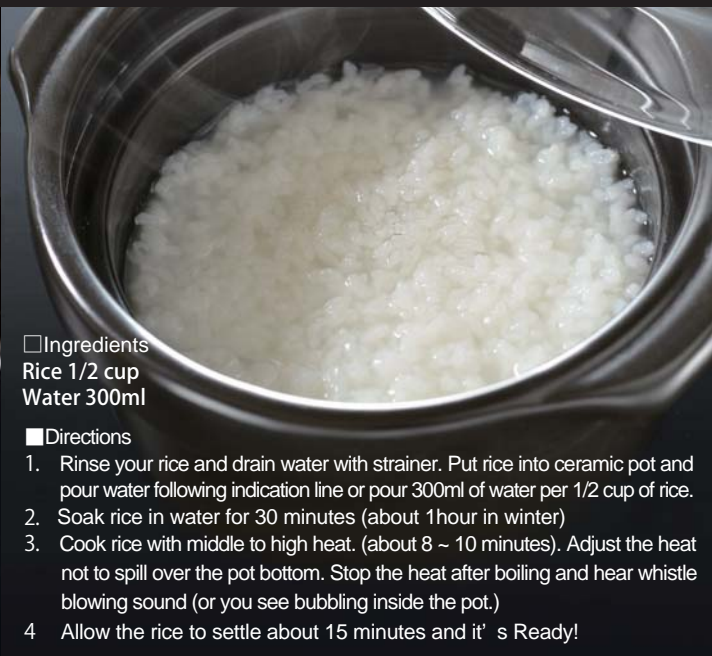 □Ingredients
Rice 1/2 cup
Water 300ml
■Directions
1. Rinse your rice and drain water with strainer. Put rice into ceramic pot and
pour water following indication line or pour 300ml of water per 1/2 cup of rice.
2. Soak rice in water for 30 minutes (about 1hour in winter)
3. Cook rice with middle to high heat. (about 8 ~ 10 minutes). Adjust the heat
not to spill over the pot bottom. Stop the heat after boiling and hear whistle
blowing sound (or you see bubbling inside the pot.)
4 Allow the rice to settle about 15 minutes and it' s Ready!